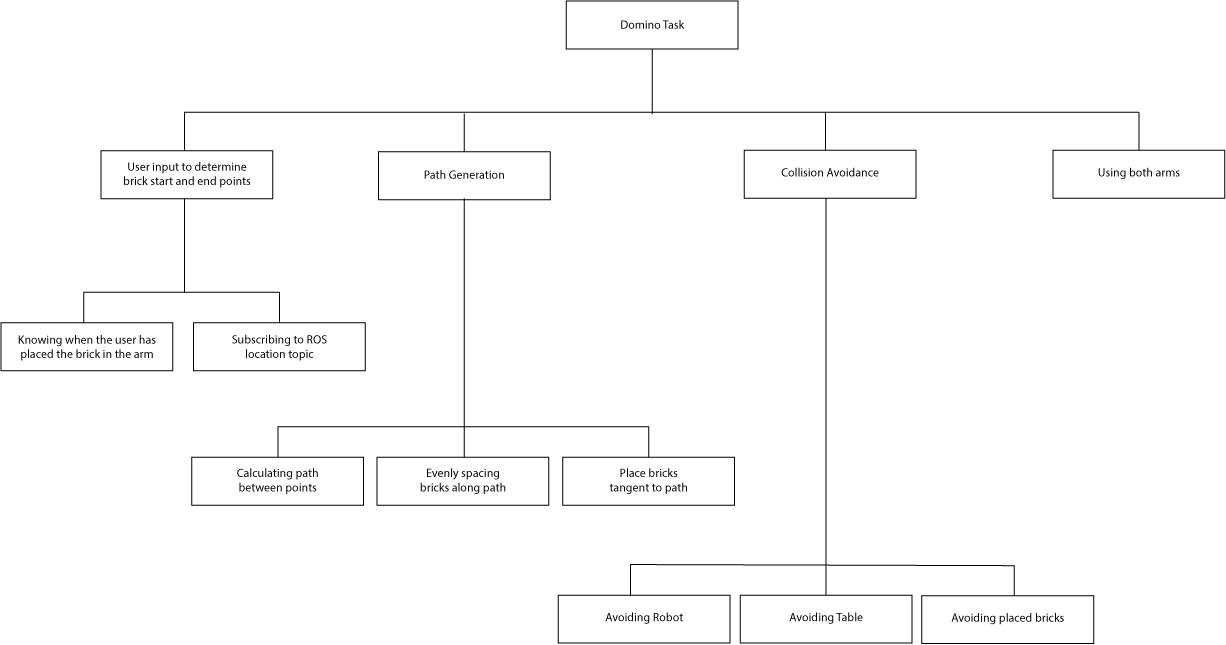 Domino Task
User input to determine
brick start and end points
Path Generation
Collision Avoidance
Using both arms
Knowing when the user has
placed the brick in the arm
Subscribing to ROS
location topic
Calculating path
between points
Evenly spacing
bricks along path
Place bricks
tangent to path
Avoiding Robot
Avoiding Table
Avoiding placed bricks